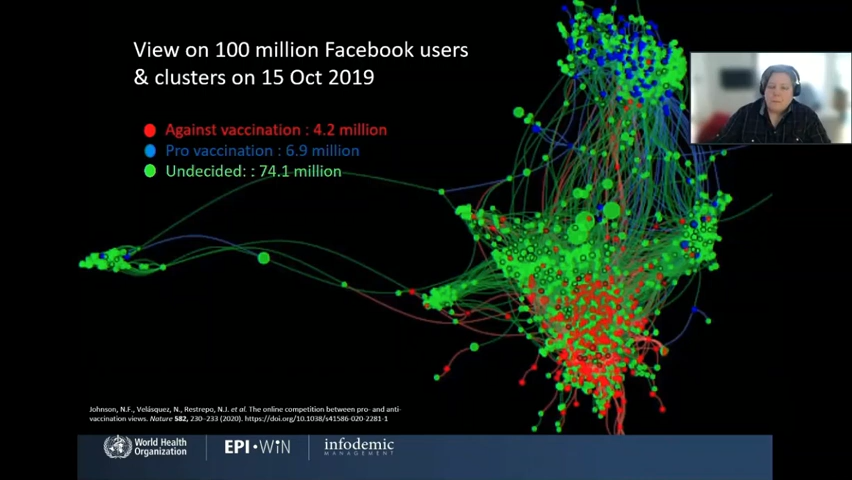 View on 100 million Facebook users
& clusters on 15 Oct 2019
Against vaccination : 4.2 million
Pro vaccination : 6.9 million
Undecided: : 74.1 million
Johnson, N.F., Velásquez, N., Restrepo, N.J. et al. The online competition between pro- and anti-
vaccination views. Nature 582, 230–233 (2020). https://doi.org/10.1038/s41586-020-2281-1
World Health
Organization
EPI·WiN
infodemic
MANAGEMENT